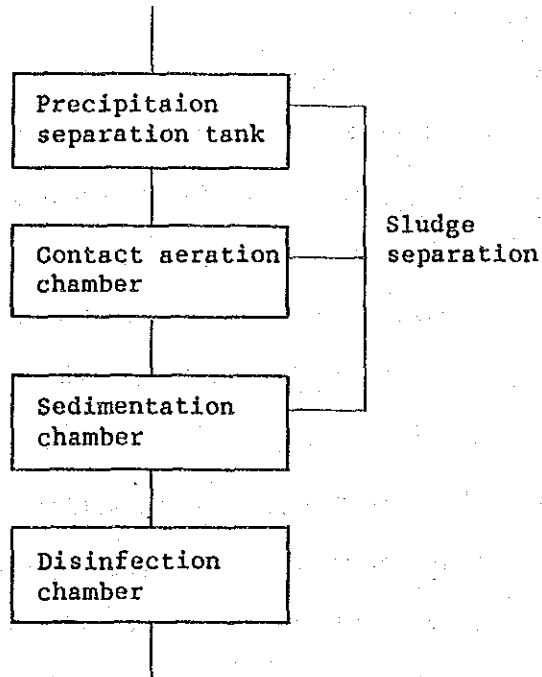 Precipitaion
separation tank
Contact aeration
chamber
Sludge
separation
Sedimentation
chamber
Disinfection
chamber